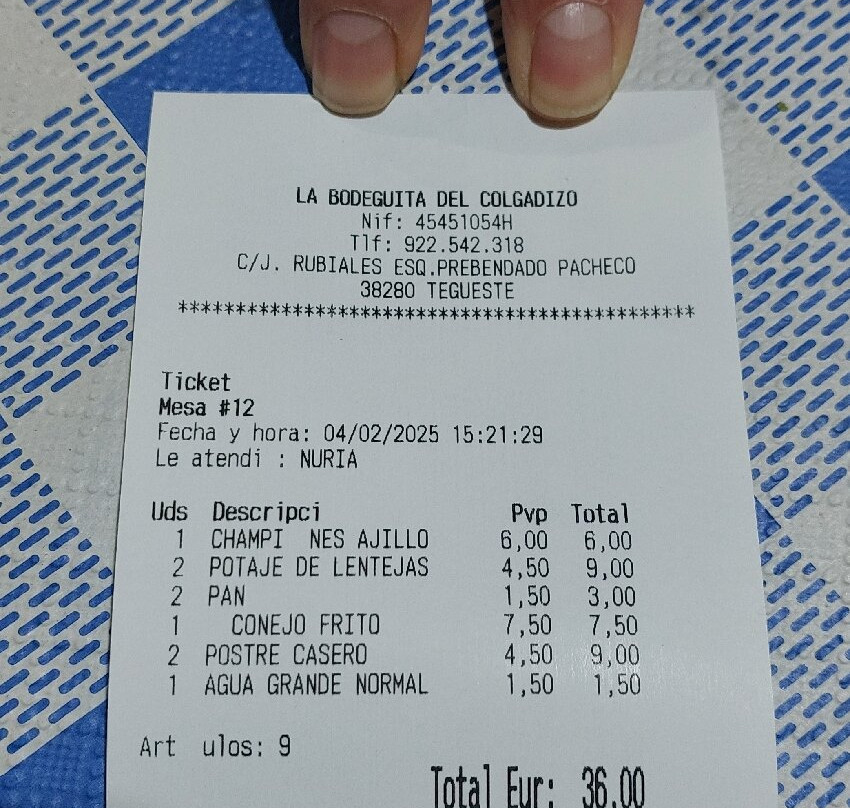 LA BODEGUITA DEL COLGADIZO
Nif: 45451054H
Tlf: 922.542.318
C/J. RUBIALES ESQ.PREBENDADO PACHECO
38280 TEGUESTE
***********************************************
Ticket
Mesa #12
Fecha y hora: 04/02/2025 15:21:29
Le atendi : NURIA
Uds Descripci Pvp Total
1 CHAMPI NES AJILLO 6,00 6,00
2 POTAJE DE LENTEJAS 4,50 9,00
2 PAN 1,50 3,00
1 CONEJO FRITO 7,50 7,50
2 POSTRE CASERO 4,50 9,00
1 AGUA GRANDE NORMAL 1,50 1,50
Art ulos: 9
Total Eur: 36.00